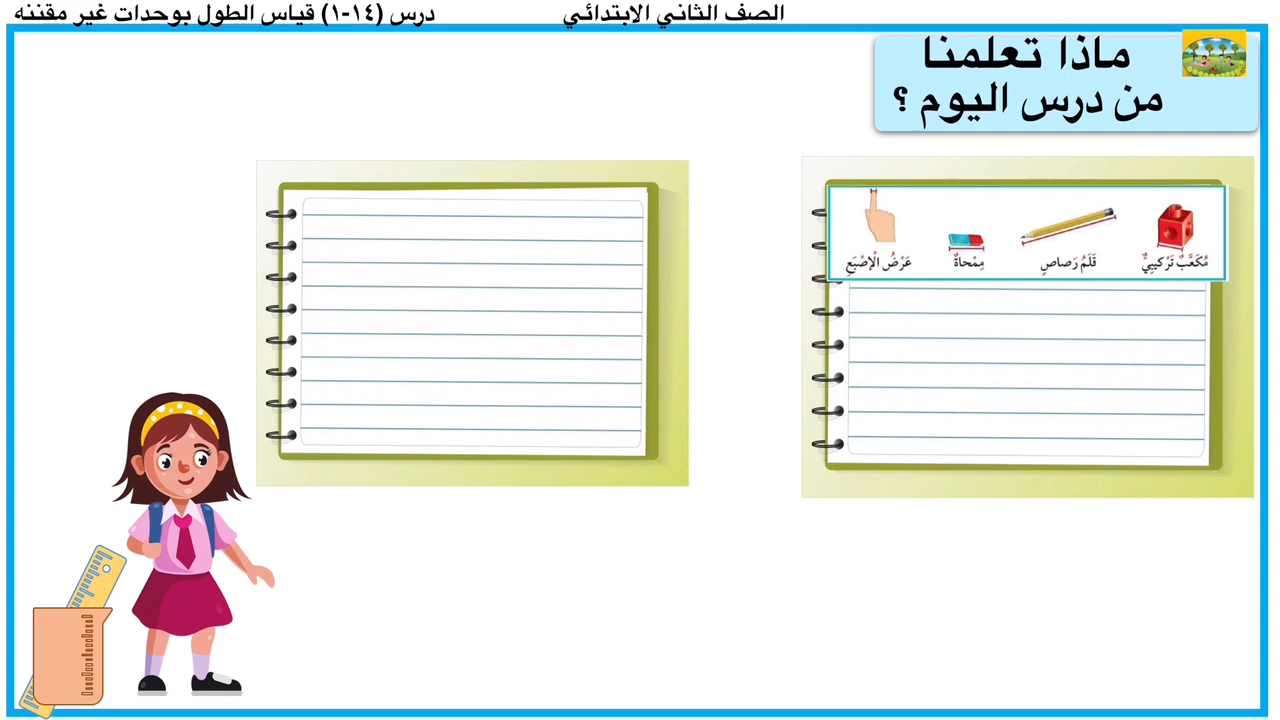 الصف الثاني الابتدائي
درس (١٤-١) قياس الطول بوحدات غير مقننه
ماذا تعلمنا
من درس اليوم ؟
مُكَعَّبٌ تَرْكيبِيٌّ
قَلَمُ رَصاصٍ
مِمْحاةٌ
عَرْضُ الْإِصْبَعِ